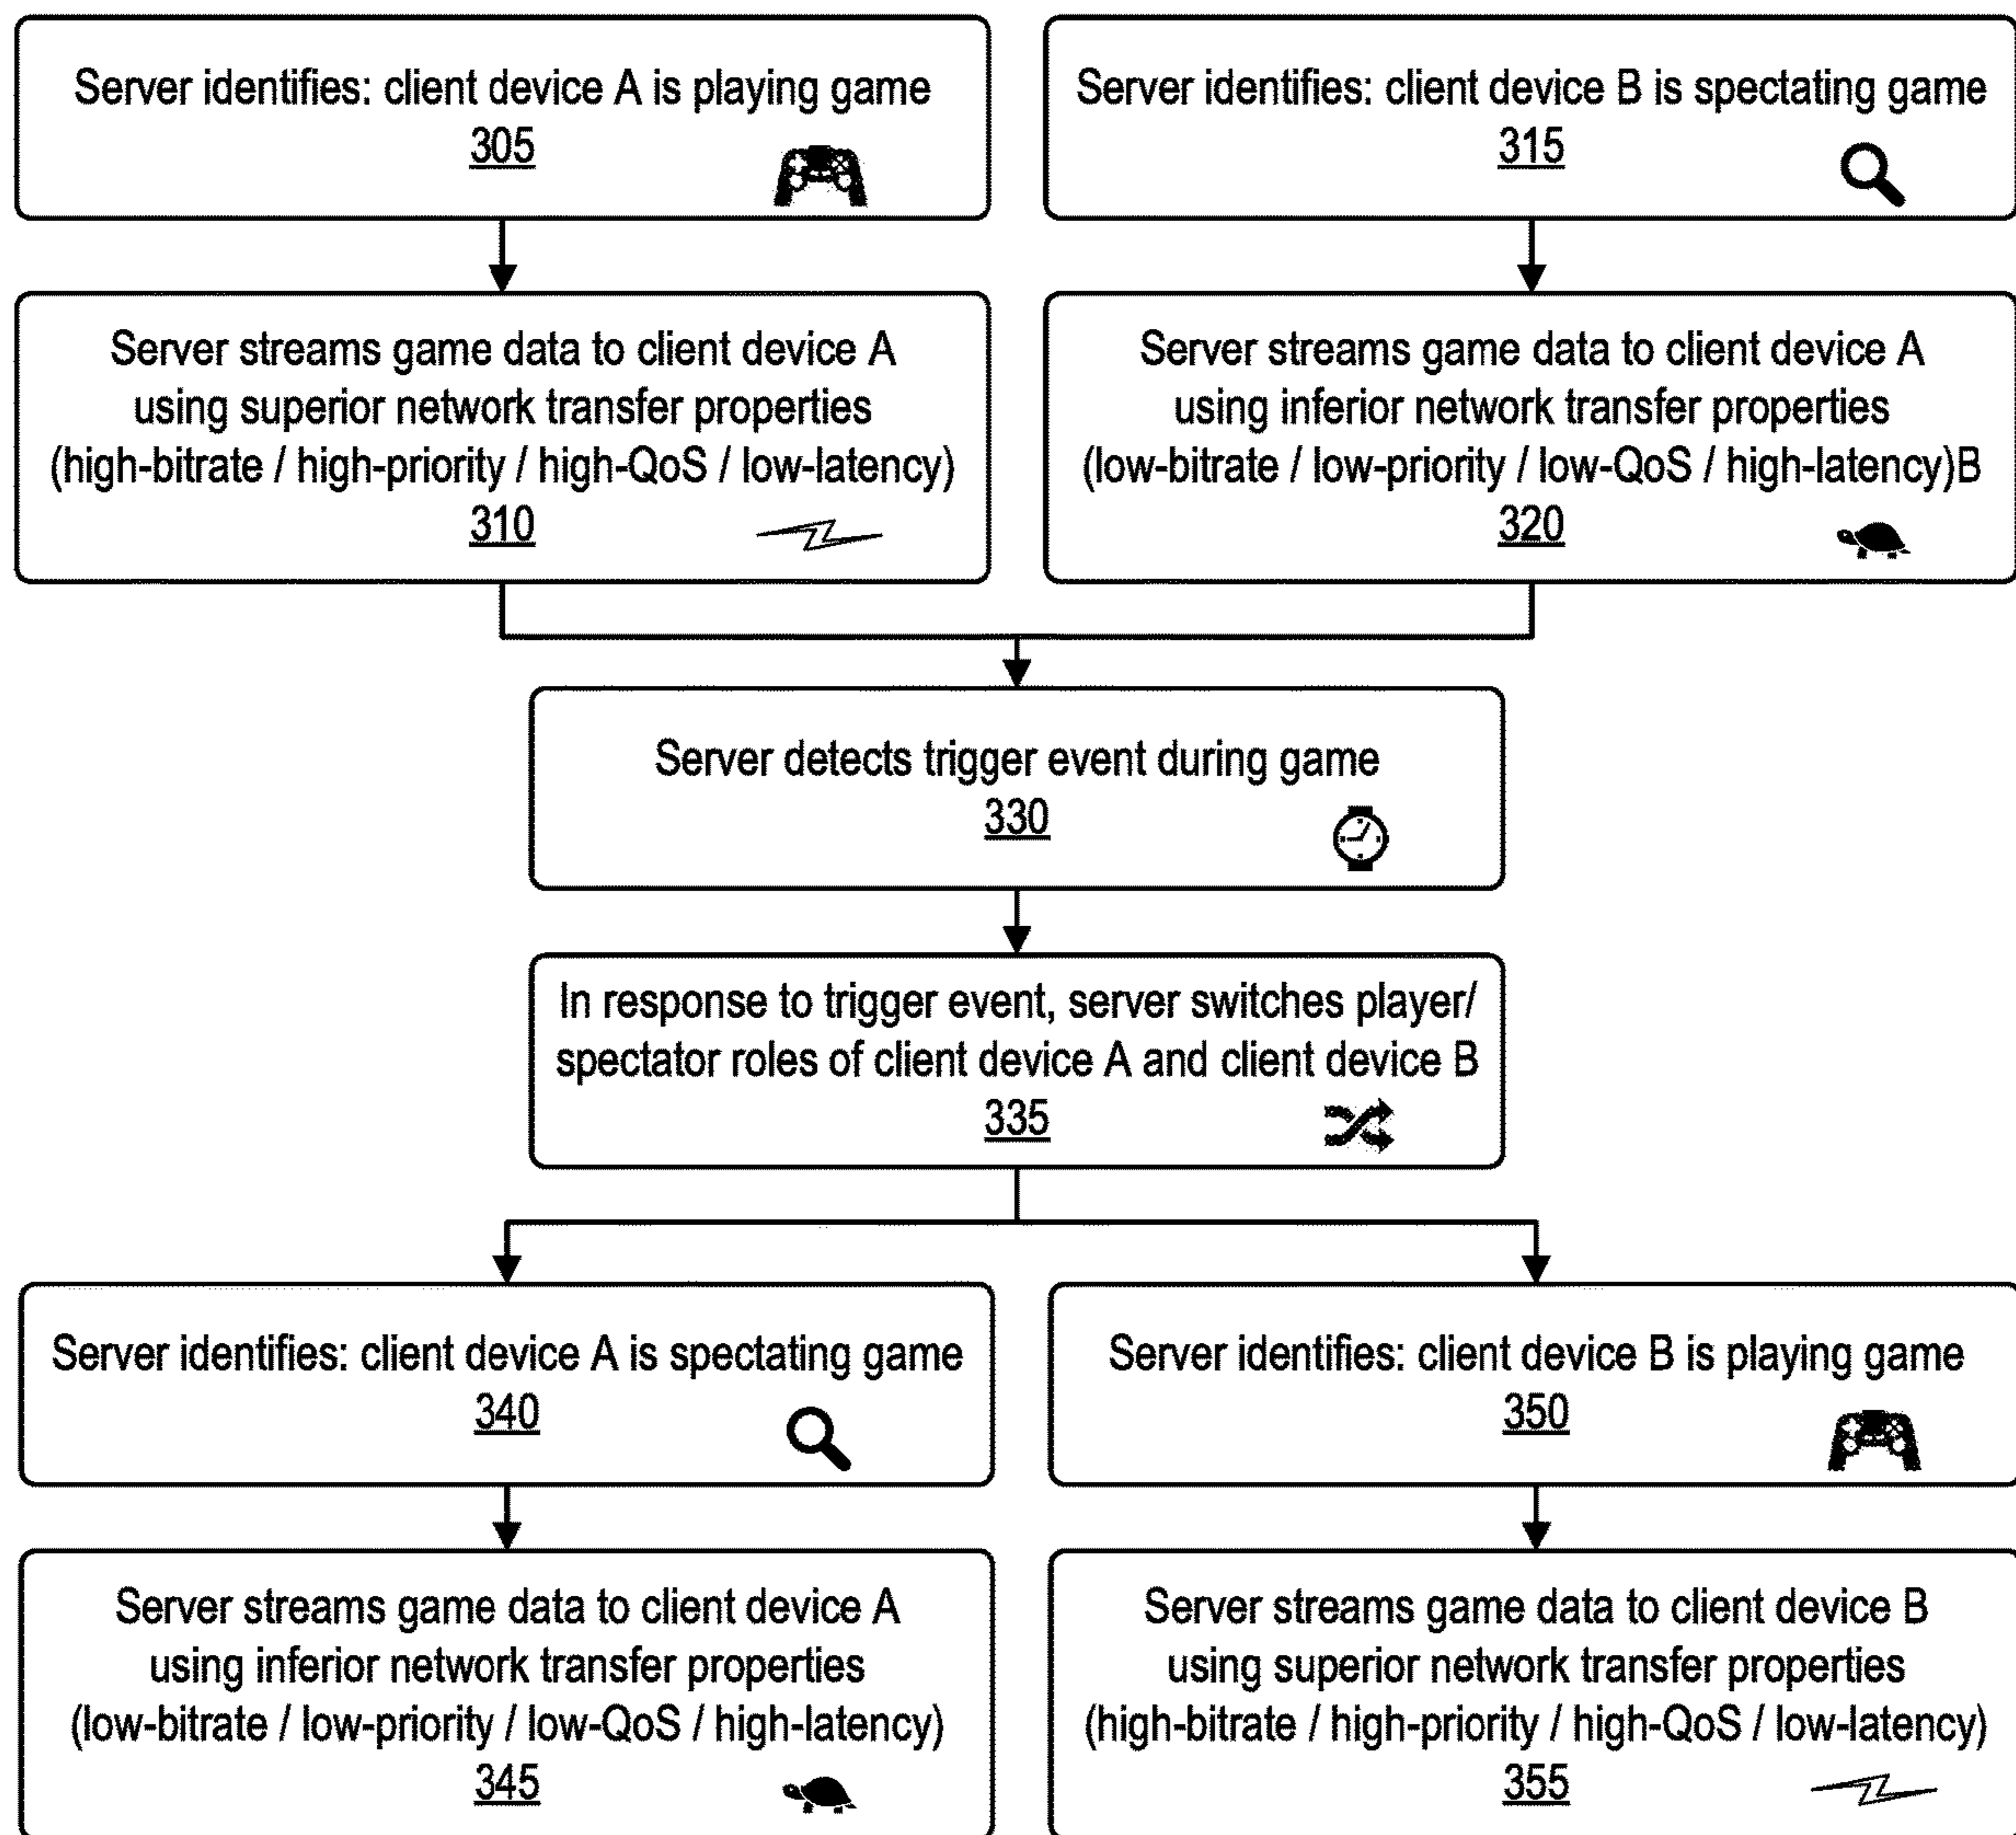 Server identifies: client device A is playing game
305
Server identifies: client device B is spectating game
315
Server streams game data to client device A
using superior network transfer properties
(high-bitrate / high-priority / high-QoS / low-latency)
310
Server streams game data to client device A
using inferior network transfer properties
(low-bitrate / low-priority / low-QoS / high-latency)B
320
Server detects trigger event during game
330
In response to trigger event, server switches player/
spectator roles of client device A and client device B
335
Server identifies: client device A is spectating game
340
Server identifies: client device B is playing game
350
Server streams game data to client device A
using inferior network transfer properties
(low-bitrate / low-priority / low-QoS / high-latency)
345
Server streams game data to client device B
using superior network transfer properties
(high-bitrate / high-priority / high-QoS / low-latency)
355